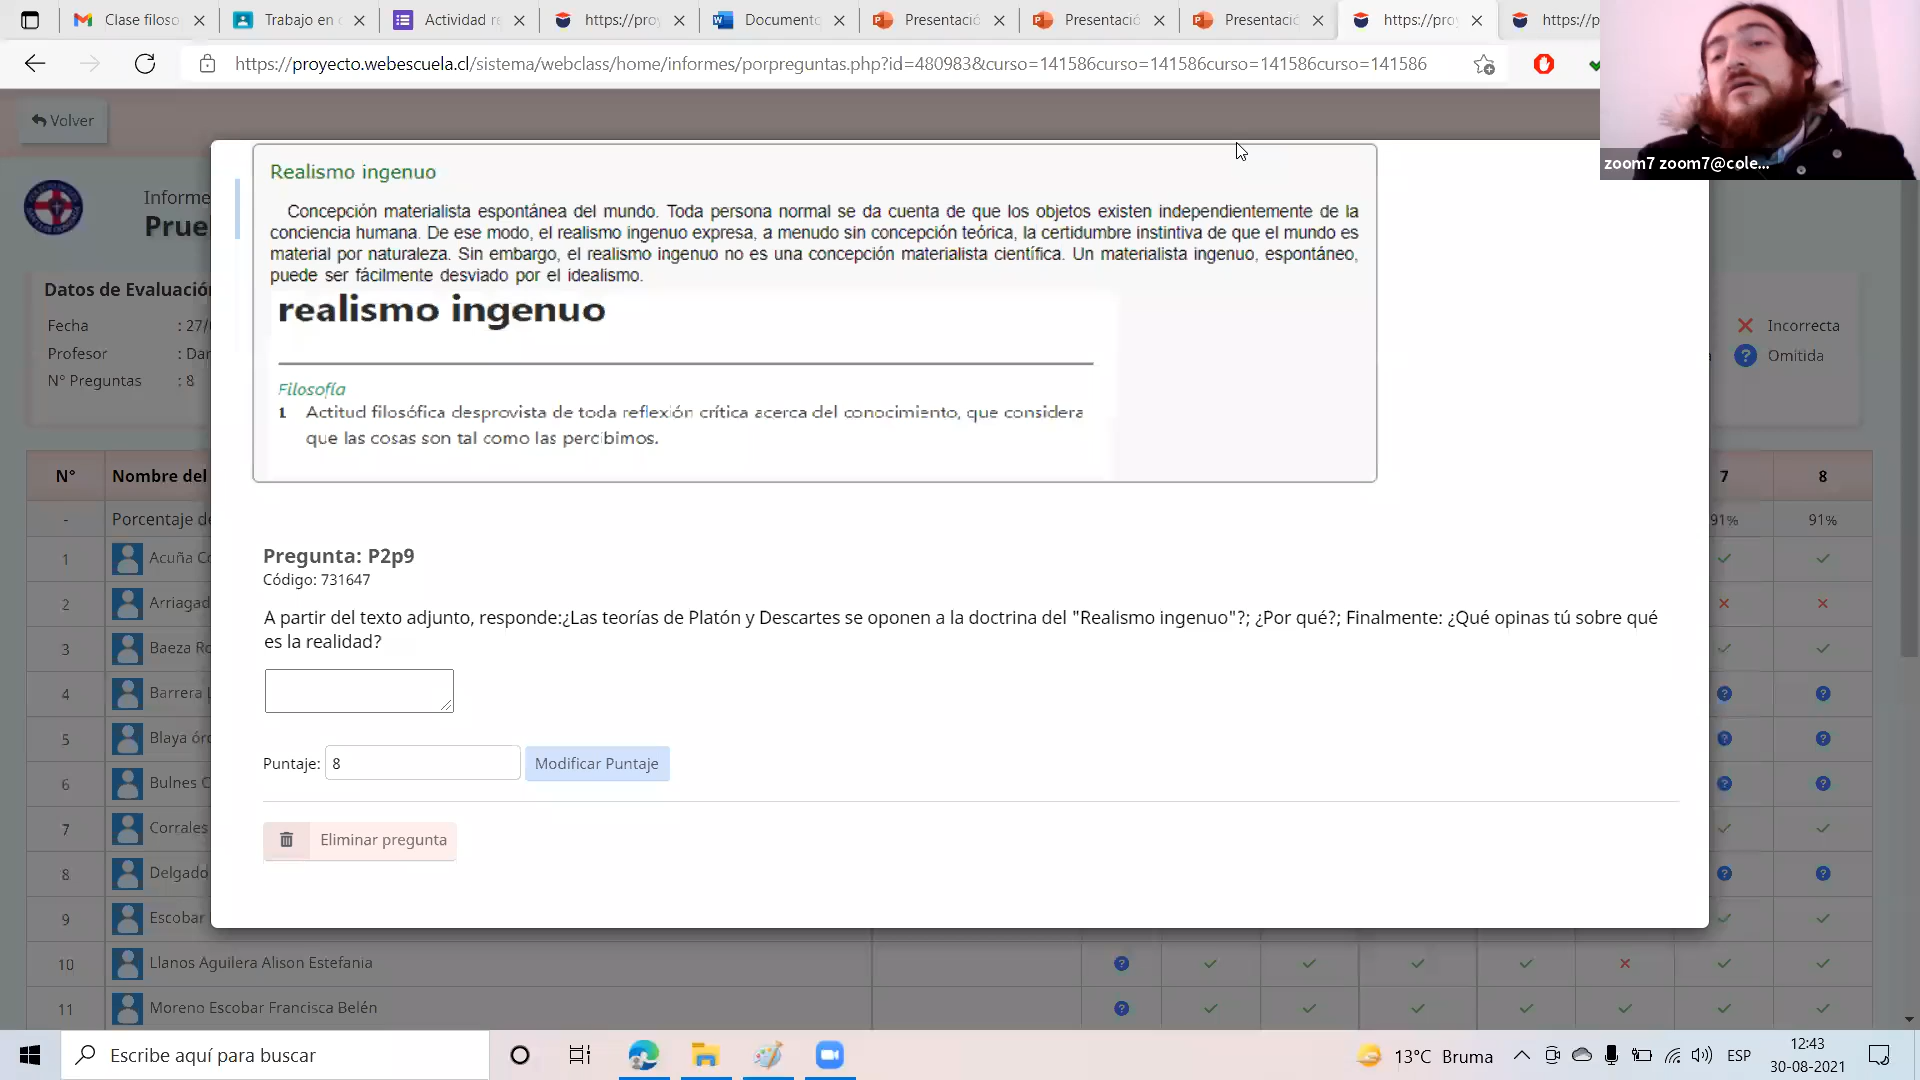 Clase filoso
Trabajo en
Actividad re
https://proy
Documento
Presentació
Presentació
Presentació
https://proy
https://p
https://proyecto.webescuela.cl/sistema/webclass/home/informes/porpreguntas.php?id=480983&curso=141586curso=141586curso=141586curso=141586
zoom7 zoom7@cole...
Volver
Informe
Prue
Datos de Evaluació
Fecha : 27/
Profesor : Dar
N° Preguntas : 8
Incorrecta
Omitida
Realismo ingenuo
Concepción materialista espontánea del mundo. Toda persona normal se da cuenta de que los objetos existen independientemente de la
conciencia humana. De ese modo, el realismo ingenuo expresa, a menudo sin concepción teórica, la certidumbre instintiva de que el mundo es
material por naturaleza. Sin embargo, el realismo ingenuo no es una concepción materialista científica. Un materialista ingenuo, espontáneo,
puede ser fácilmente desviado por el idealismo.
realismo ingenuo
Filosofía
1 Actitud filosófica desprovista de toda reflexión crítica acerca del conocimiento, que considera
que las cosas son tal como las percibimos.
Pregunta: P2p9
Código: 731647
A partir del texto adjunto, responde:¿Las teorías de Platón y Descartes se oponen a la doctrina del "Realismo ingenuo"?; ¿Por qué?; Finalmente: ¿Qué opinas tú sobre qué
es la realidad?
Puntaje: 8 Modificar Puntaje
Eliminar pregunta
N° Nombre del 7 8
- Porcentaje de 91% 91%
1 Acuña Co
2 Arriagad
3 Baeza Ro
4 Barrera
5 Blaya órd
6 Bulnes C
7 Corrales
8 Delgado
9 Escobar
10 Llanos Aguilera Alison Estefania
11 Moreno Escobar Francisca Belén
Escribe aquí para buscar
13°C Bruma
ESP
12:43
30-08-2021